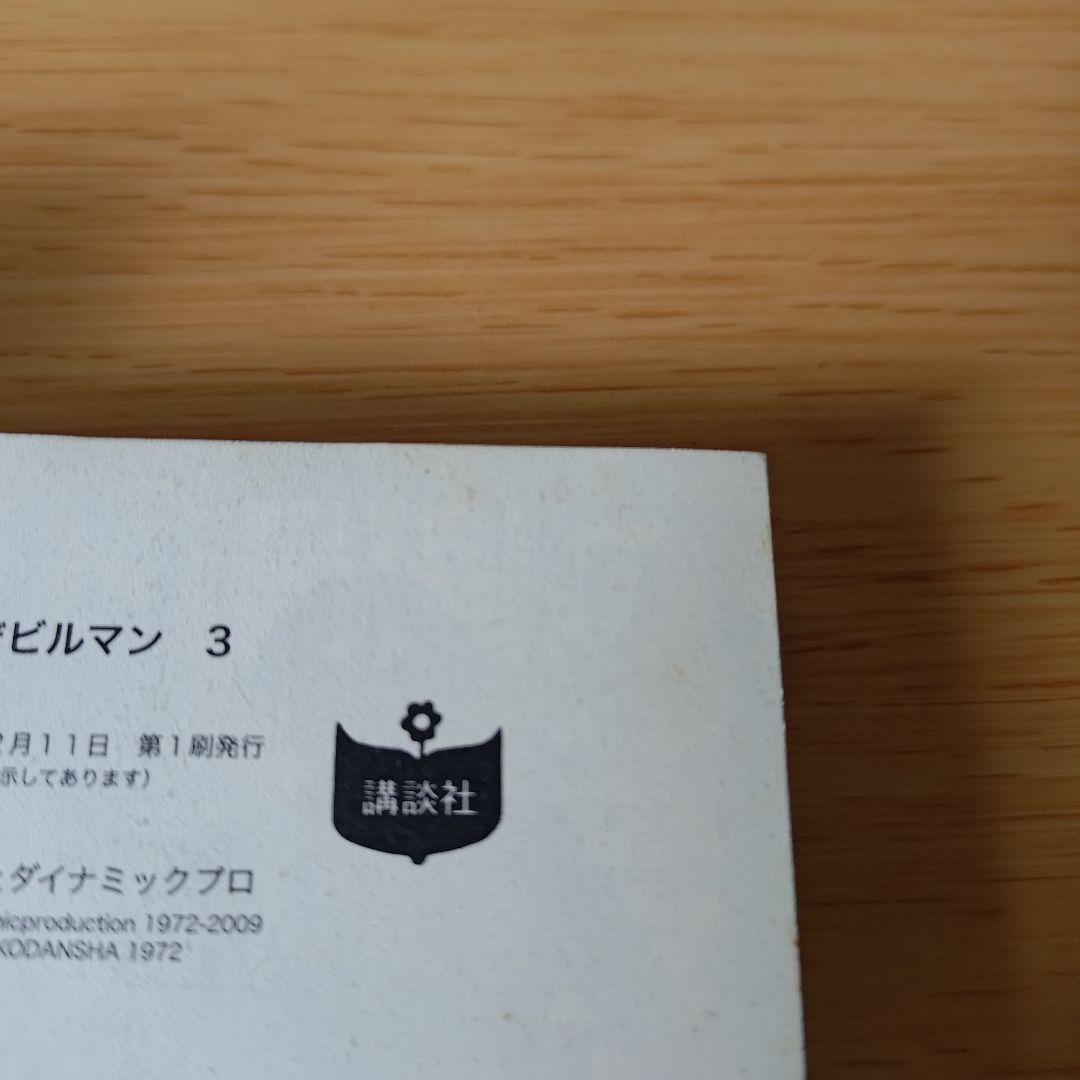 デビルマン 3
2月11日 第1刷発行
示してあります)
講談社
ダイナミックプロ
micproduction 1972-2009
KODANSHA 1972